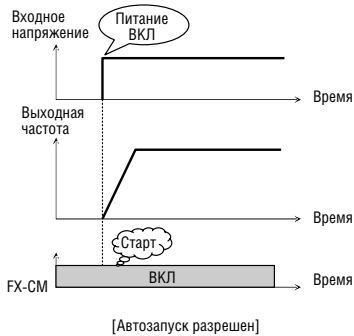 Входное
напряжение
Питание
ВКЛ
Время
Выходная
частота
Время
Старт
FX-CM
ВКЛ
Время
[Автозапуск разрешен]